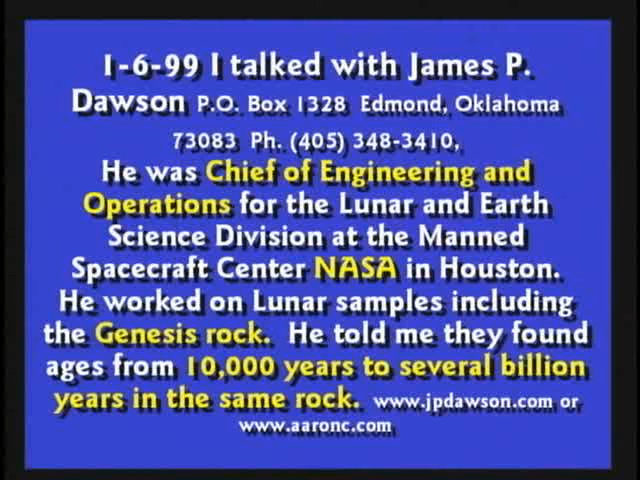 1-6-99 I talked with James P.
Dawson P.O. Box 1328 Edmond, Oklahoma
73083 Ph. (405) 348-3410,
He was Chief of Engineering and
Operations for the Lunar and Earth
Science Division at the Manned
Spacecraft Center NASA in Houston.
He worked on Lunar samples including
the Genesis rock. He told me they found
ages from 10,000 years to several billion
years in the same rock. www.jpdawson.com or
www.aaronc.com